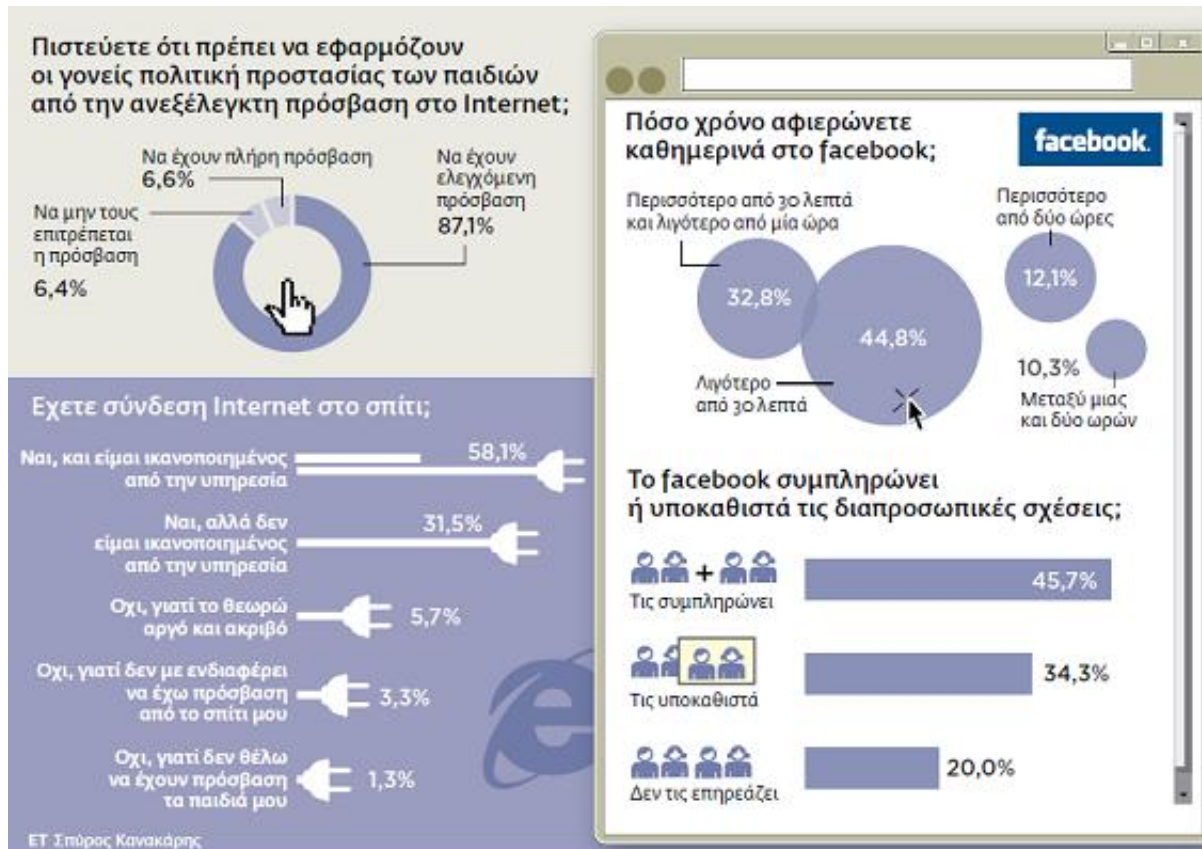 Πιστεύετε ότι πρέπει να εφαρμόζουν
οι γονείς πολιτική προστασίας των παιδιών
από την ανεξέλεγκτη πρόσβαση στο Internet;
Να έχουν πλήρη πρόσβαση
6,6%
Να έχουν
ελεγχόμενη
πρόσβαση
87,1%
Να μην τους
επιτρέπεται
η πρόσβαση
6,4%
Εχετε σύνδεση Internet στο σπίτι;
Ναι, και είμαι ικανοποιημένος
από την υπηρεσία
58,1%
Ναι, αλλά δεν
είμαι ικανοποιημένος
από την υπηρεσία
31,5%
Οχι, γιατί το θεωρώ
αργό και ακριβό
5,7%
Οχι, γιατί δεν με ενδιαφέρει
να έχω πρόσβαση
από το σπίτι μου
3,3%
Οχι, γιατί δεν θέλω
να έχουν πρόσβαση
τα παιδιά μου
1,3%
ΕΤ Σπύρος Κανακάρης
Πόσο χρόνο αφιερώνετε
καθημερινά στο facebook;
facebook.
Περισσότερο από 30 λεπτά
και λιγότερο από μία ώρα
32,8%
Λιγότερο
από 30 λεπτά
44,8%
Περισσότερο
από δύο ώρες
12,1%
10,3%
Μεταξύ μιας
και δύο ωρών
Το facebook συμπληρώνει
ή υποκαθιστά τις διαπροσωπικές σχέσεις;
+
Τις συμπληρώνει
45,7%
Τις υποκαθιστά
34,3%
Δεν τις επηρεάζει
20,0%